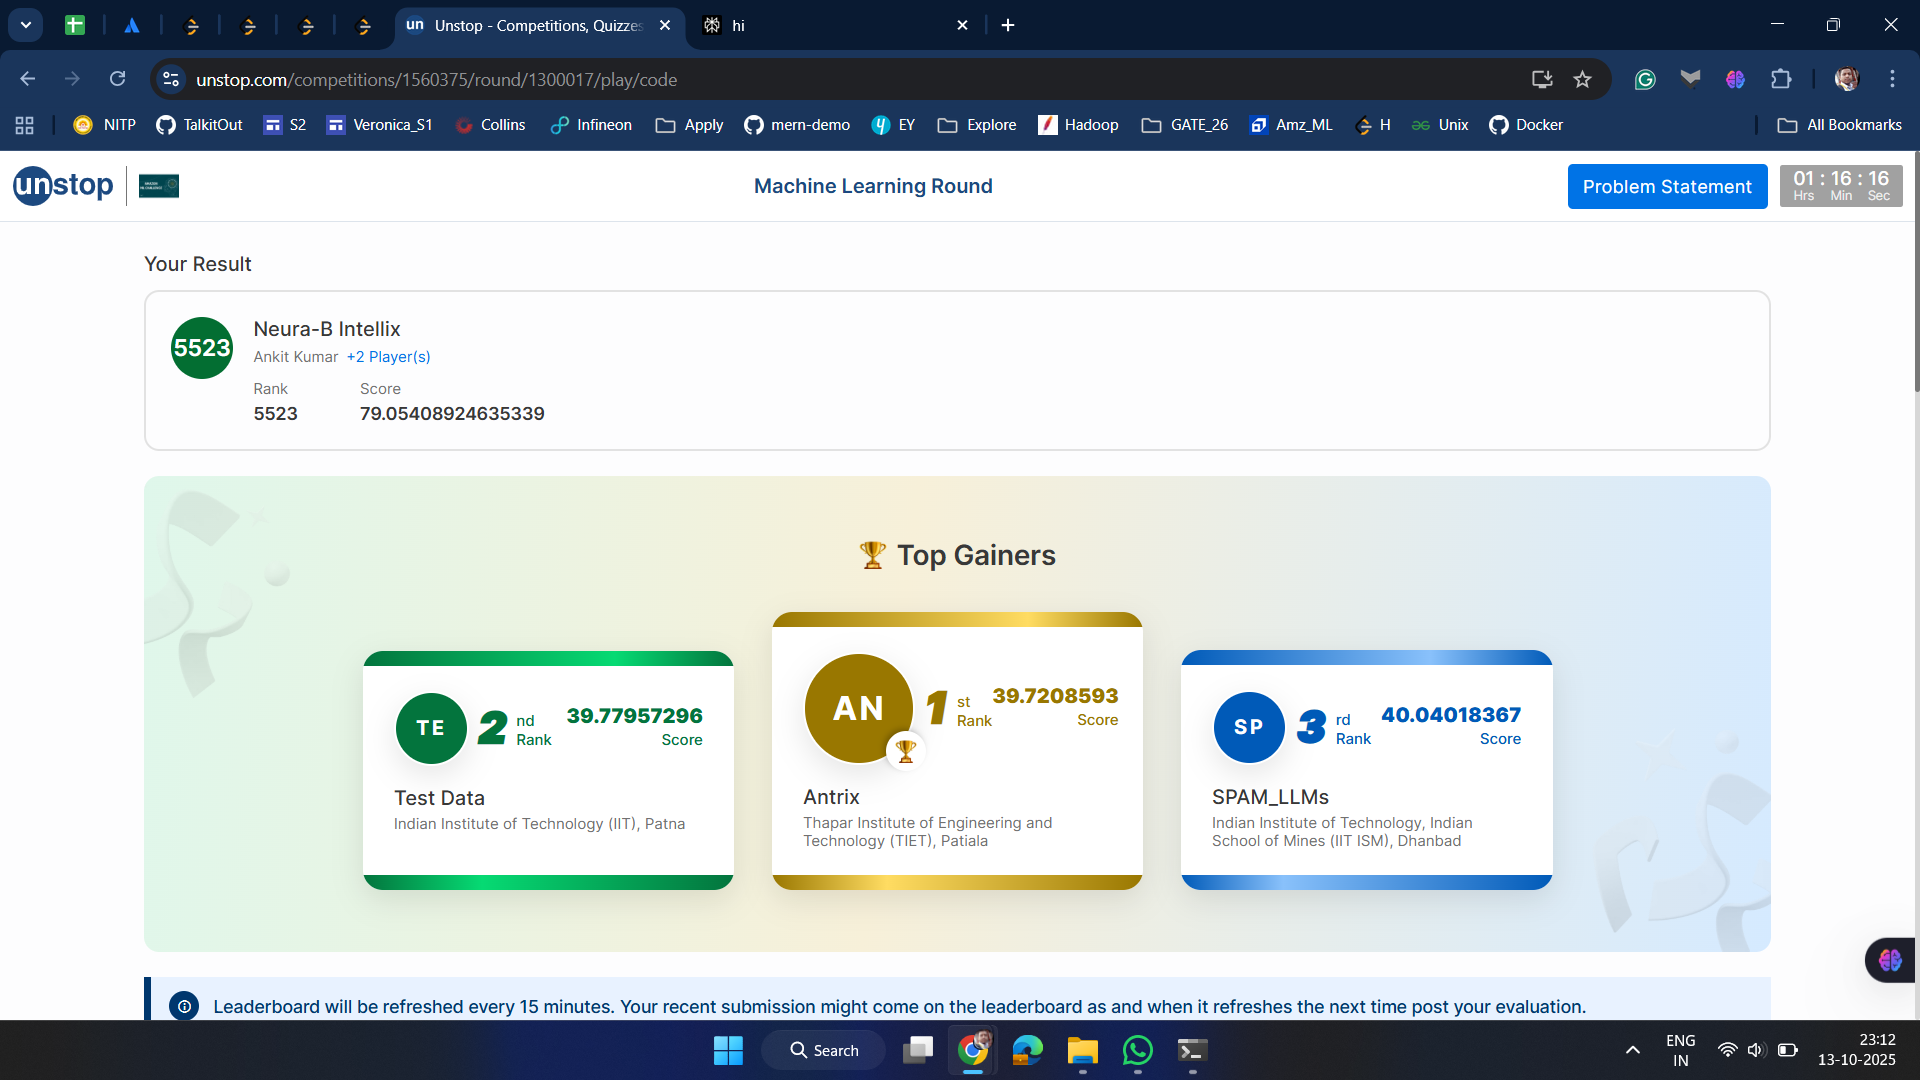 un Unstop - Competitions, Quizzes
hi
unstop.com/competitions/1560375/round/1300017/play/code
NITP TalkitOut S2 Veronica_S1 Collins Infineon Apply mern-demo EY Explore Hadoop GATE_26 Amz_ML H Unix Docker All Bookmarks
unstop
Machine Learning Round
Problem Statement
01 : 16 : 16
Hrs Min Sec
Your Result
5523
Neura-B Intellix
Ankit Kumar +2 Player(s)
Rank Score
5523 79.05408924635339
🏆 Top Gainers
TE
2 nd Rank
39.77957296
Score
Test Data
Indian Institute of Technology (IIT), Patna
AN
1 st Rank
39.7208593
Score
Antrix
Thapar Institute of Engineering and
Technology (TIET), Patiala
SP
3 rd Rank
40.04018367
Score
SPAM_LLMs
Indian Institute of Technology, Indian
School of Mines (IIT ISM), Dhanbad
Leaderboard will be refreshed every 15 minutes. Your recent submission might come on the leaderboard as and when it refreshes the next time post your evaluation.
Search
ENG
IN
23:12
13-10-2025